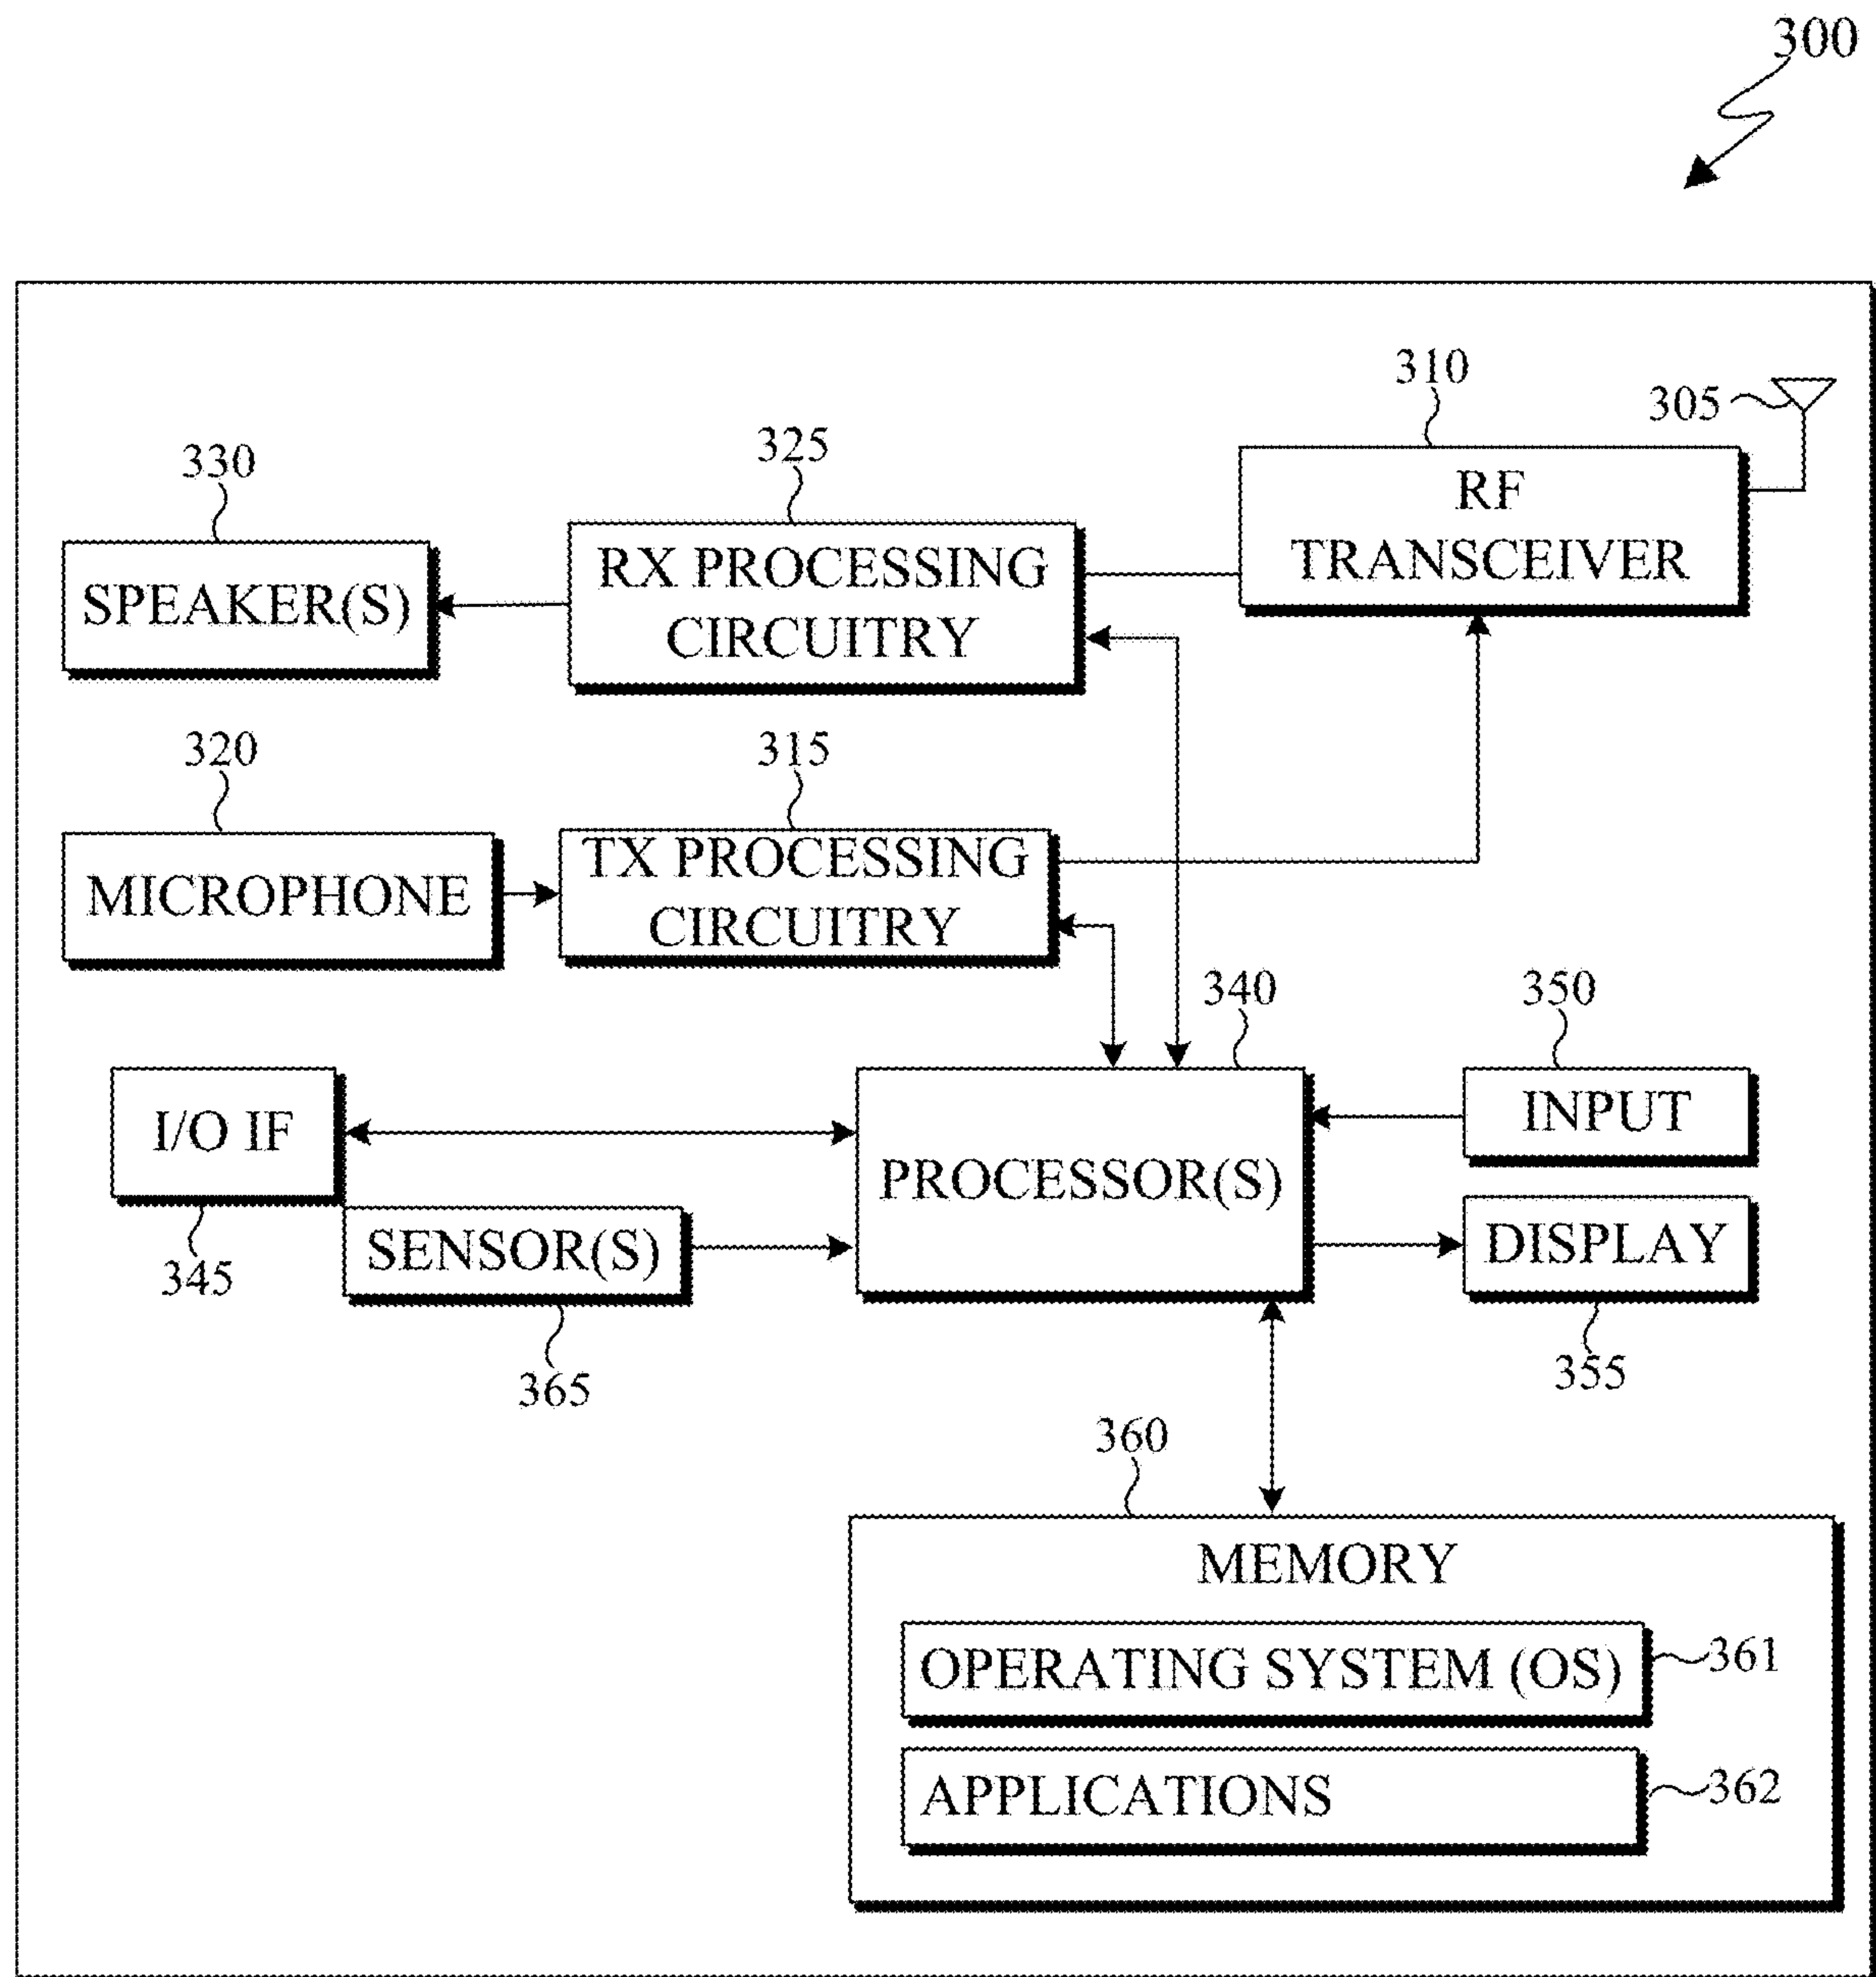 300
310
305
325
330
RF
TRANSCEIVER
RX PROCESSING
CIRCUITRY
SPEAKER(S)
320
315
TX PROCESSING
CIRCUITRY
MICROPHONE
340
350
I/O IF
INPUT
PROCESSOR(S)
SENSOR(S)
DISPLAY
345
365
355
360
MEMORY
OPERATING SYSTEM (OS)
361
APPLICATIONS
362